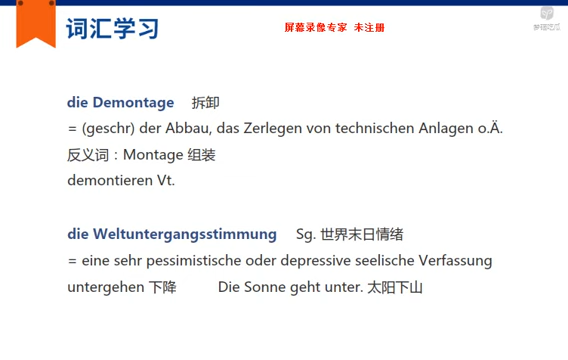 词汇学习
屏幕录像专家 未注册
die Demontage 拆卸
= (geschr) der Abbau, das Zerlegen von technischen Anlagen o.Ä.
反义词：Montage 组装
demontieren Vt.
die Weltuntergangsstimmung Sg. 世界末日情绪
= eine sehr pessimistische oder depressive seelische Verfassung
untergehen 下降 Die Sonne geht unter. 太阳下山